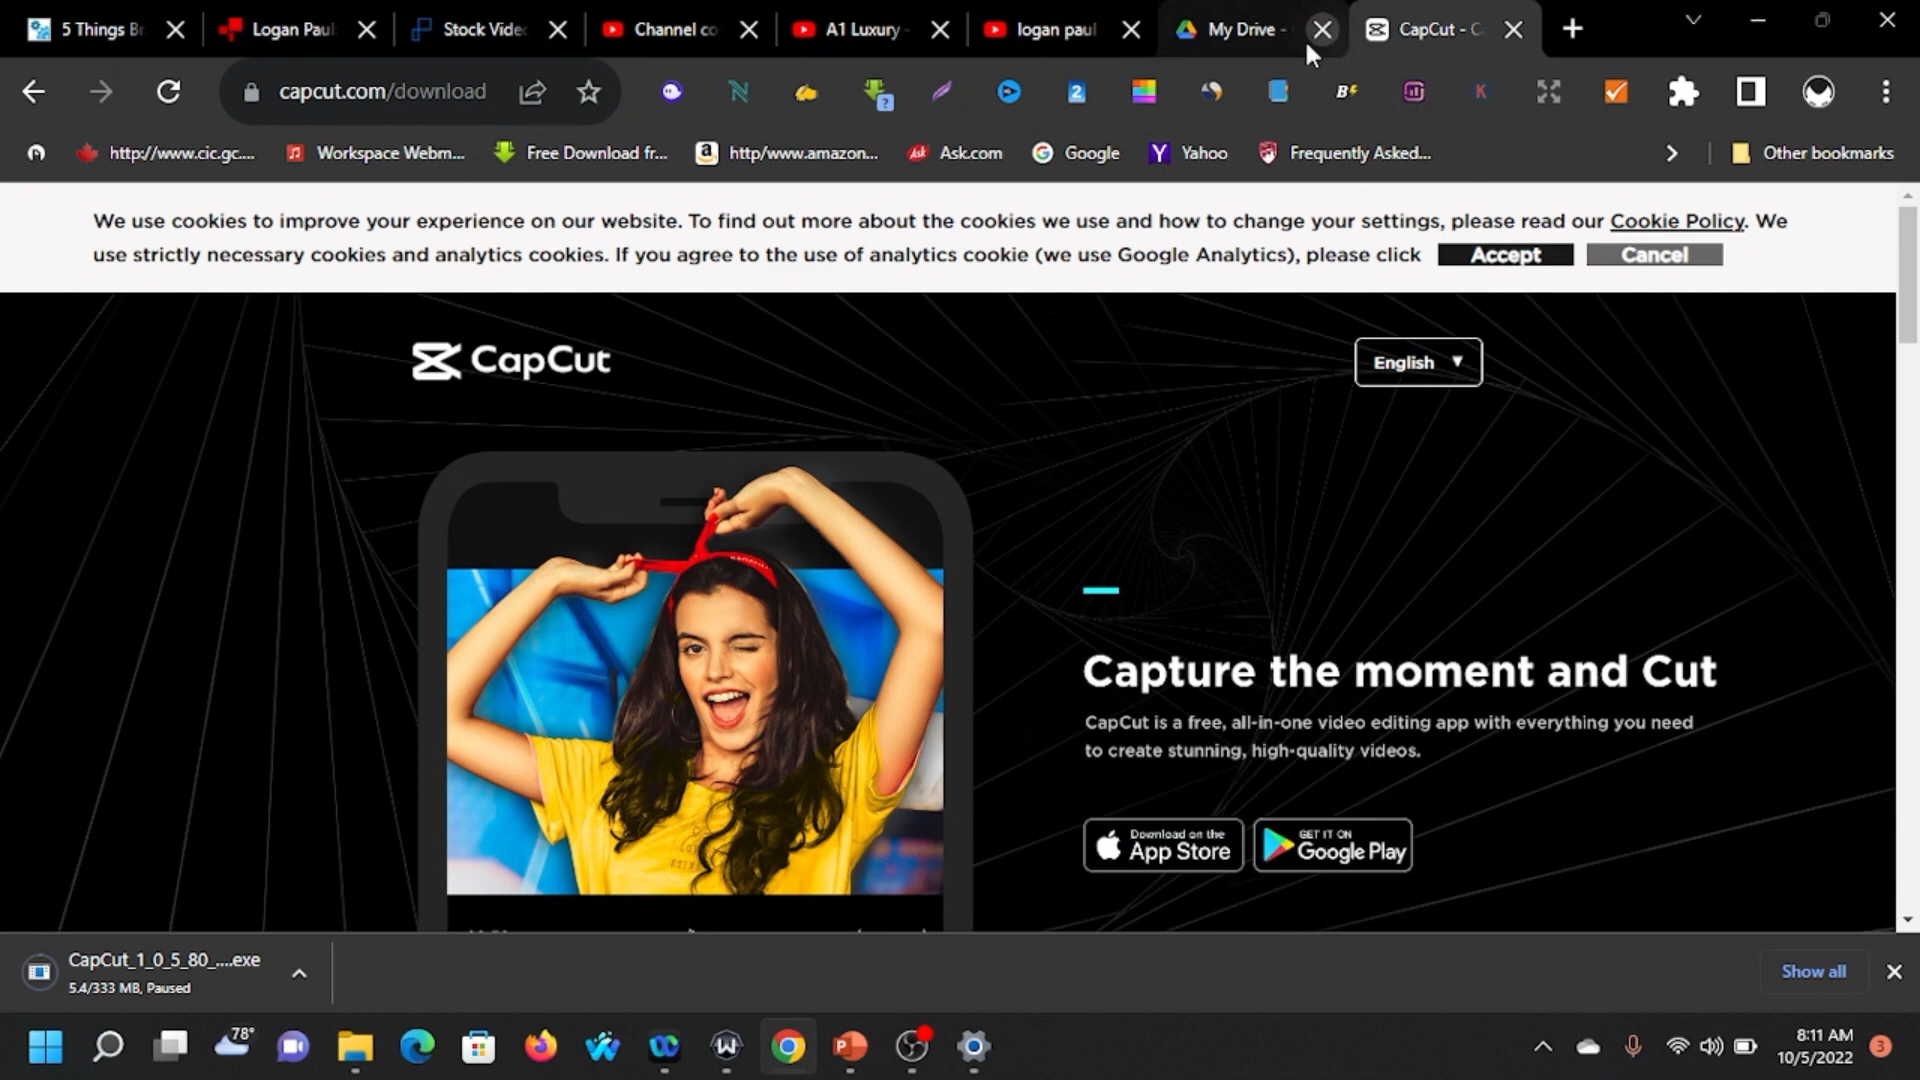 5 Things Br
Logan Paul
Stock Vide
Channel co
A1 Luxury -
logan paul
My Drive -
CapCut - C
capcut.com/download
http://www.cic.gc....
Workspace Webm...
Free Download fr...
http/www.amazon...
Ask.com
Google
Yahoo
Frequently Asked...
Other bookmarks
We use cookies to improve your experience on our website. To find out more about the cookies we use and how to change your settings, please read our Cookie Policy. We
use strictly necessary cookies and analytics cookies. If you agree to the use of analytics cookie (we use Google Analytics), please click Accept Cancel
CapCut
English
Capture the moment and Cut
CapCut is a free, all-in-one video editing app with everything you need
to create stunning, high-quality videos.
Download on the
App Store
GET IT ON
Google Play
CapCut_1_0_5_80_....exe
5.4/333 MB, Paused
Show all
78°
8:11 AM
10/5/2022
3